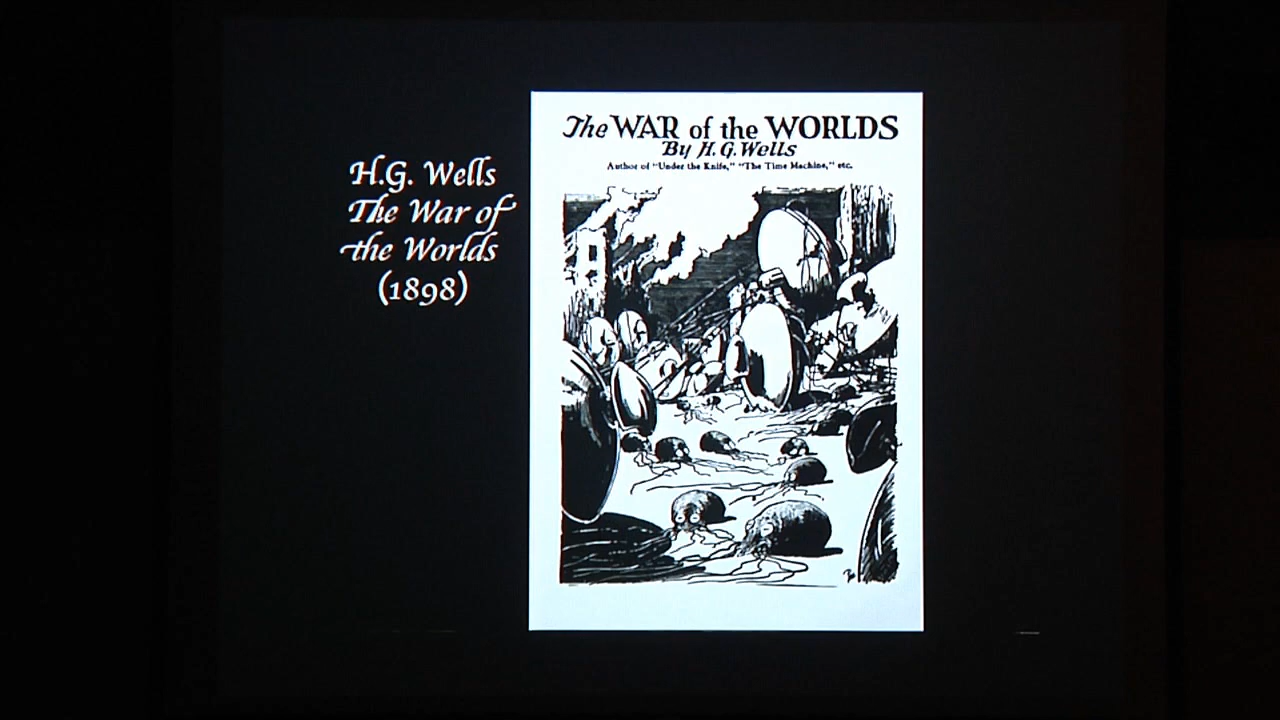 H.G. Wells
The War of
the Worlds
(1898)
The WAR of the WORLDS
By H.G.Wells
Author of "Under the Knife," "The Time Machine," etc.